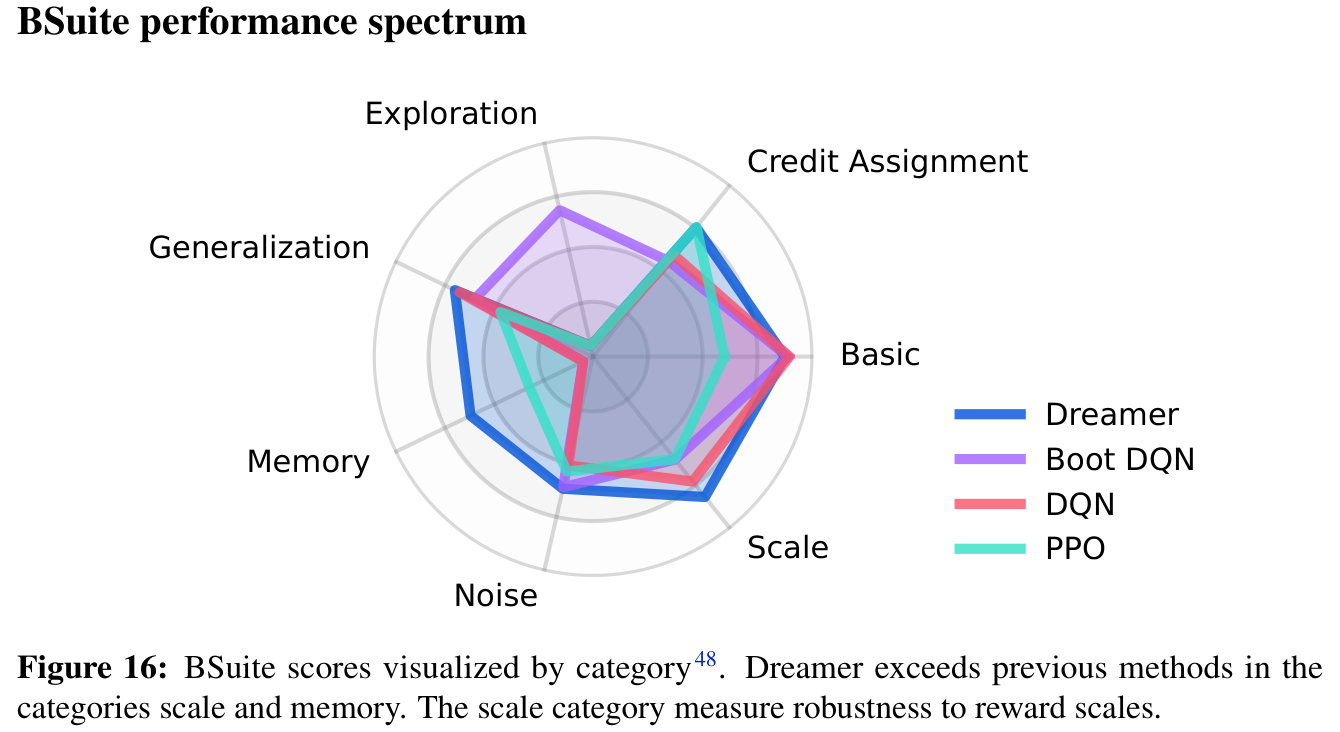 BSuite performance spectrum
Exploration
Credit Assignment
Generalization
Basic
Memory
Scale
Noise
Dreamer
Boot DQN
DQN
PPO
Figure 16: BSuite scores visualized by category48. Dreamer exceeds previous methods in the
categories scale and memory. The scale category measure robustness to reward scales.